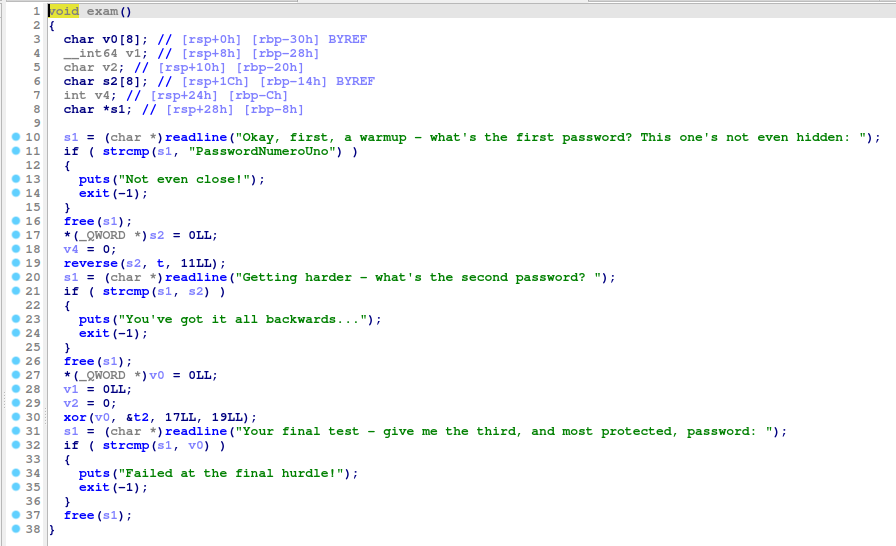 1 void exam()
2 {
3 char v0[8]; // [rsp+0h] [rbp-30h] BYREF
4 __int64 v1; // [rsp+8h] [rbp-28h]
5 char v2; // [rsp+10h] [rbp-20h]
6 char s2[8]; // [rsp+1Ch] [rbp-14h] BYREF
7 int v4; // [rsp+24h] [rbp-Ch]
8 char *s1; // [rsp+28h] [rbp-8h]
9
10 s1 = (char *)readline("Okay, first, a warmup - what's the first password? This one's not even hidden: ");
11 if ( strcmp(s1, "PasswordNumeroUno") )
12 {
13 puts("Not even close!");
14 exit(-1);
15 }
16 free(s1);
17 *(_QWORD *)s2 = 0LL;
18 v4 = 0;
19 reverse(s2, t, 11LL);
20 s1 = (char *)readline("Getting harder - what's the second password? ");
21 if ( strcmp(s1, s2) )
22 {
23 puts("You've got it all backwards...");
24 exit(-1);
25 }
26 free(s1);
27 *(_QWORD *)v0 = 0LL;
28 v1 = 0LL;
29 v2 = 0;
30 xor(v0, &t2, 17LL, 19LL);
31 s1 = (char *)readline("Your final test - give me the third, and most protected, password: ");
32 if ( strcmp(s1, v0) )
33 {
34 puts("Failed at the final hurdle!");
35 exit(-1);
36 }
37 free(s1);
38 }